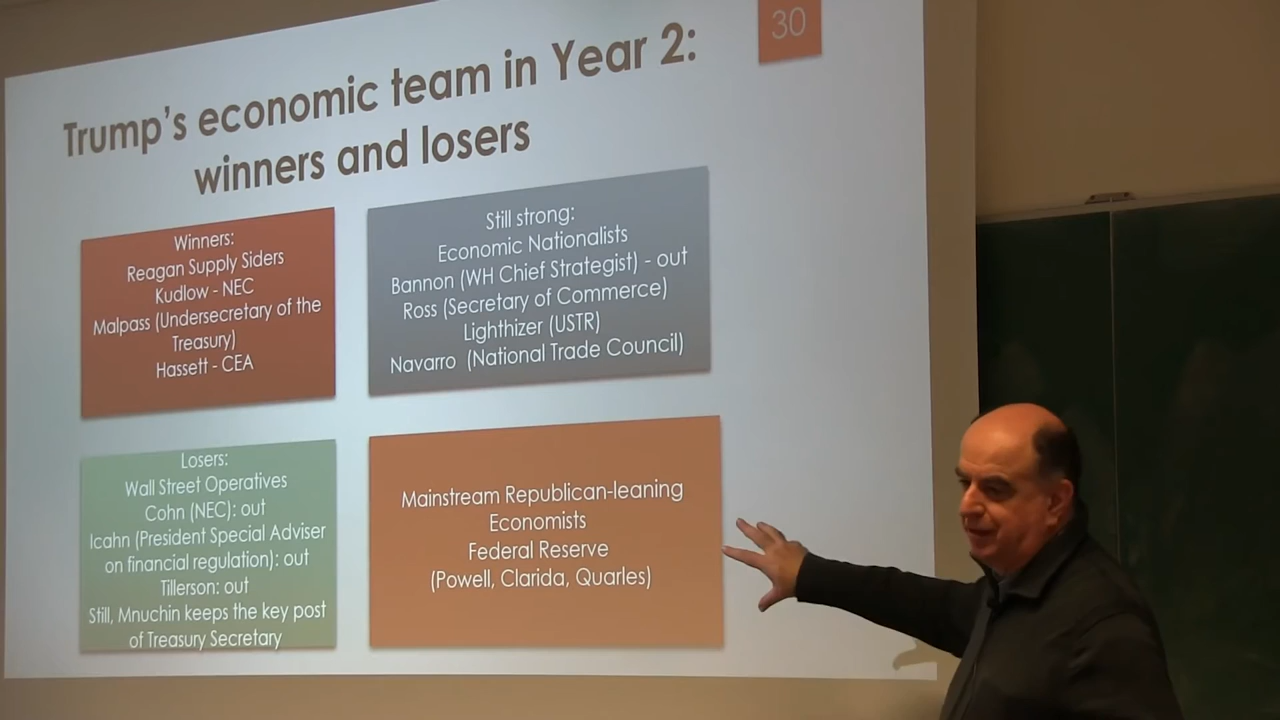 30
Trump's economic team in Year 2:
winners and losers
Winners:
Reagan Supply Siders
Kudlow - NEC
Malpass (Undersecretary of the
Treasury)
Hassett - CEA
Still strong:
Economic Nationalists
Bannon (WH Chief Strategist) - out
Ross (Secretary of Commerce)
Lighthizer (USTR)
Navarro (National Trade Council)
Losers:
Wall Street Operatives
Cohn (NEC): out
Icahn (President Special Adviser
on financial regulation): out
Tillerson: out
Still, Mnuchin keeps the key post
of Treasury Secretary
Mainstream Republican-leaning
Economists
Federal Reserve
(Powell, Clarida, Quarles)